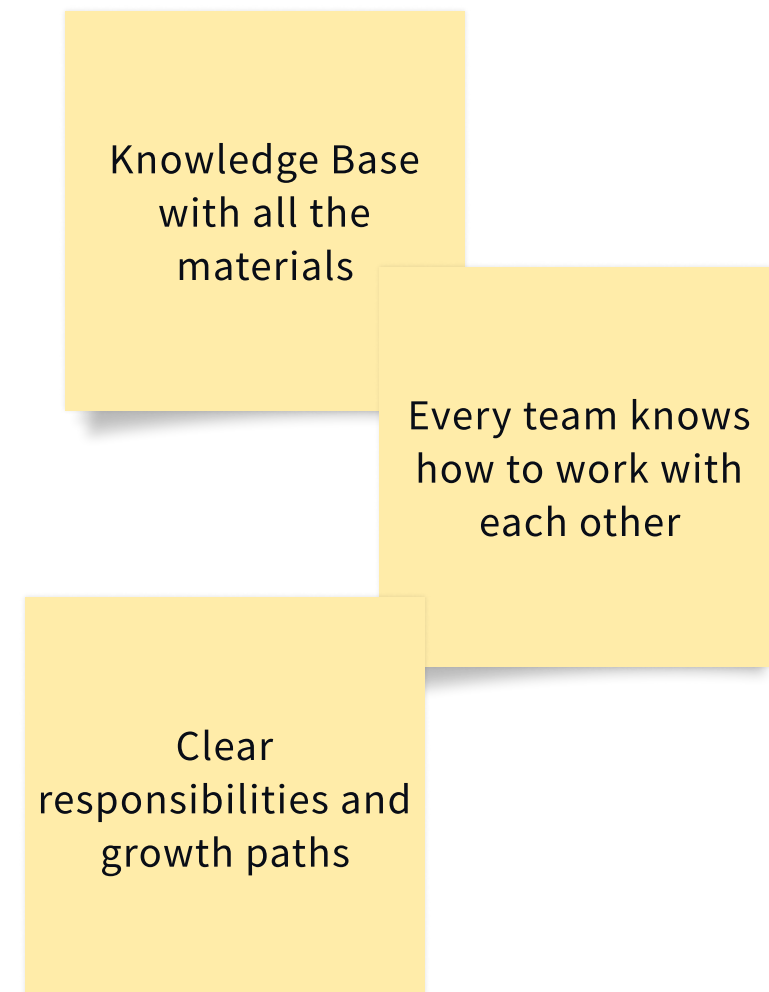 Knowledge Base
with all the
materials
Every team knows
how to work with
each other
Clear
responsibilities and
growth paths